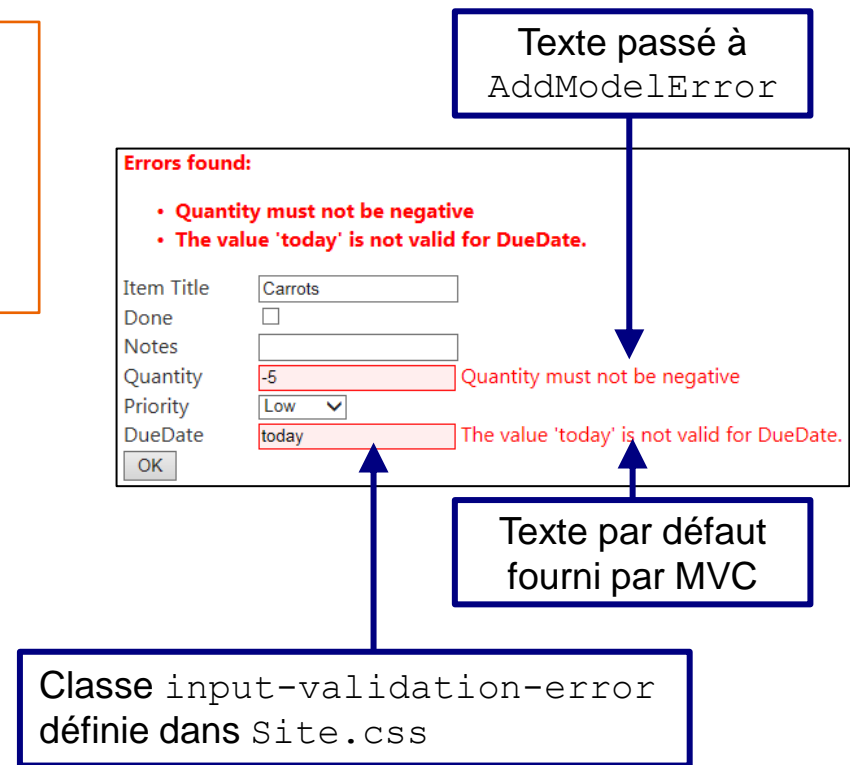 Texte passé à
AddModelError
Errors found:
• Quantity must not be negative
• The value 'today' is not valid for DueDate.
Item Title Carrots
Done
Notes
Quantity -5 Quantity must not be negative
Priority Low
DueDate today The value 'today' is not valid for DueDate.
OK
Texte par défaut
fourni par MVC
Classe input-validation-error
définie dans Site.css